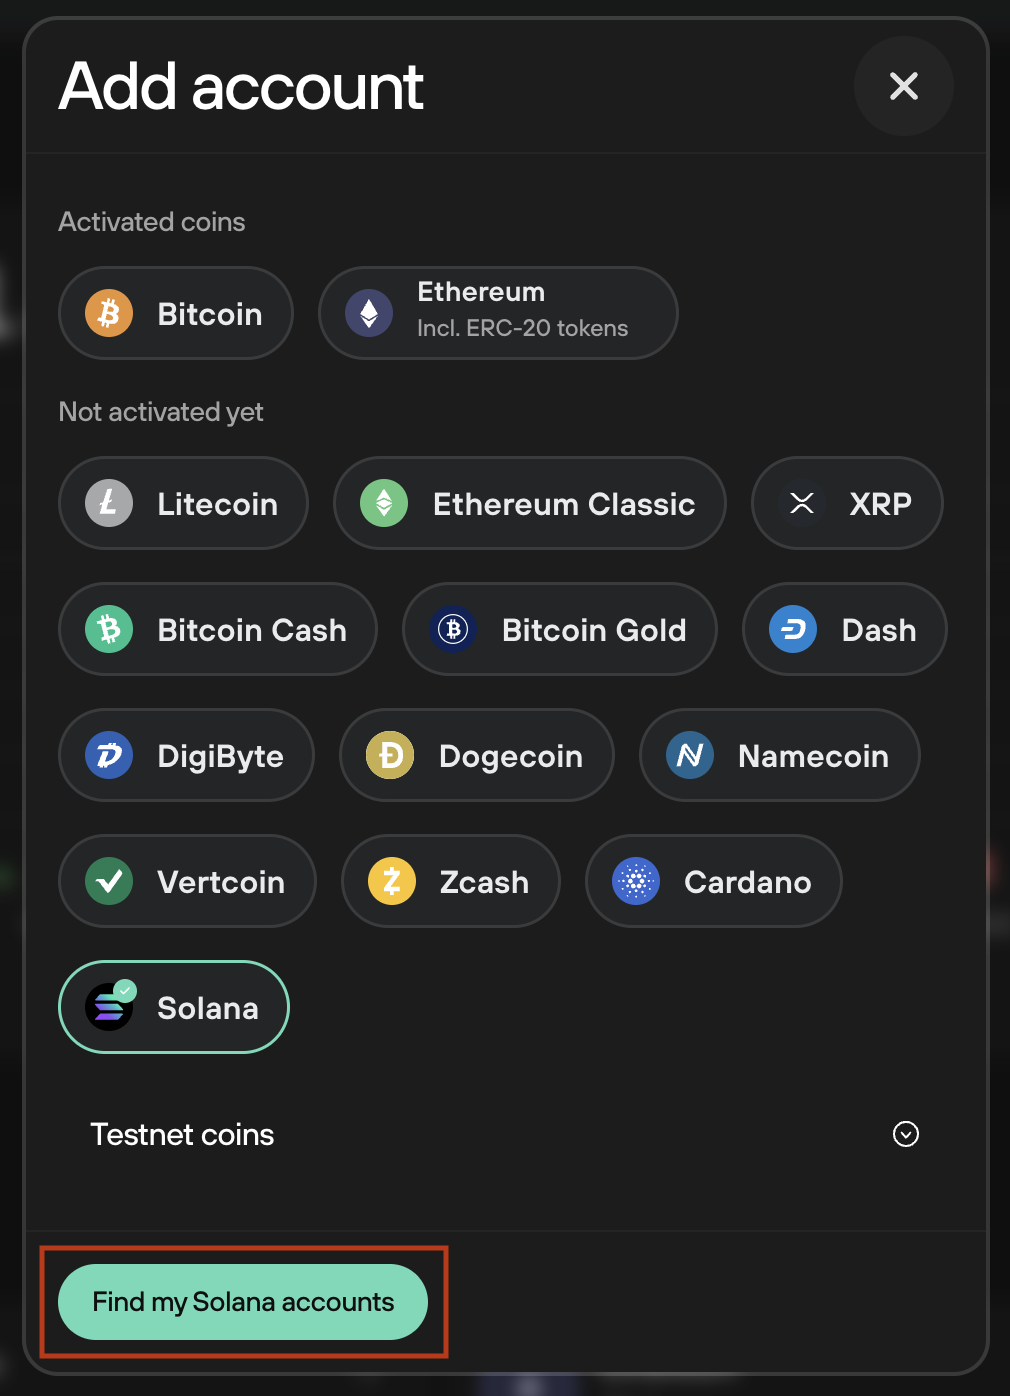 Add account
Activated coins
Bitcoin
Ethereum
Incl. ERC-20 tokens
Not activated yet
Litecoin
Ethereum Classic
XRP
Bitcoin Cash
Bitcoin Gold
Dash
DigiByte
Dogecoin
Namecoin
Vertcoin
Zcash
Cardano
Solana
Testnet coins
Find my Solana accounts